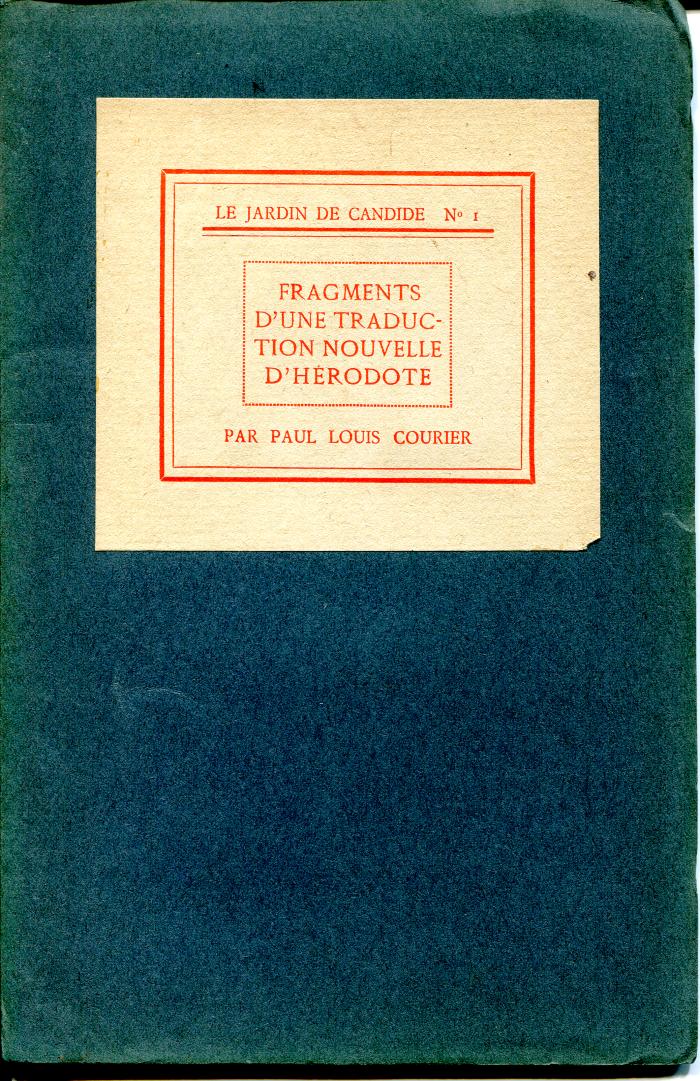 LE JARDIN DE CANDIDE Nº 1
FRAGMENTS
D'UNE TRADUC-
TION NOUVELLE
D'HÉRODOTE
PAR PAUL LOUIS COURIER